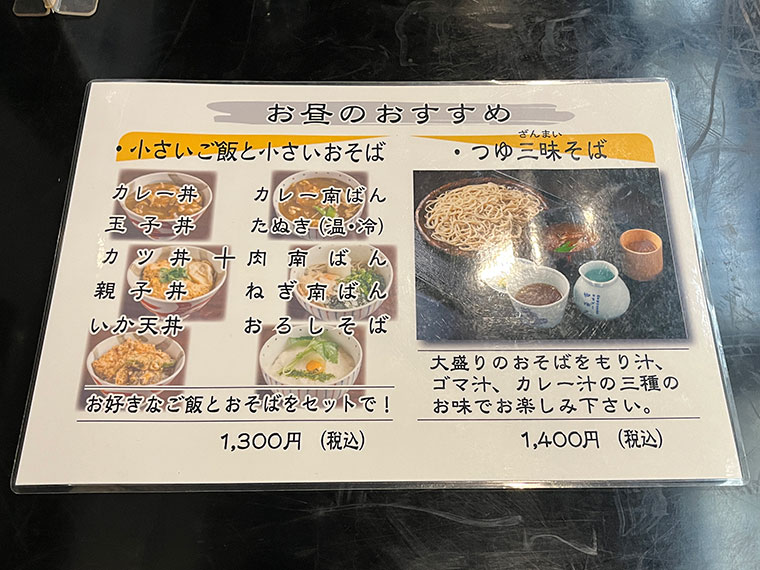 お昼のおすすめ
・小さいご飯と小さいおそば
カレー丼 カレー南ばん
玉子丼 たぬき(温・冷)
カツ丼 + 肉南ばん
親子丼 ねぎ南ばん
いか天丼 おろしそば
お好きなご飯とおそばをセットで!
1,300円 (税込)
ざんまい
・つゆ三昧そば
大盛りのおそばをもり汁、
ゴマ汁、カレー汁の三種の
お味でお楽しみ下さい。
1,400円 (税込)